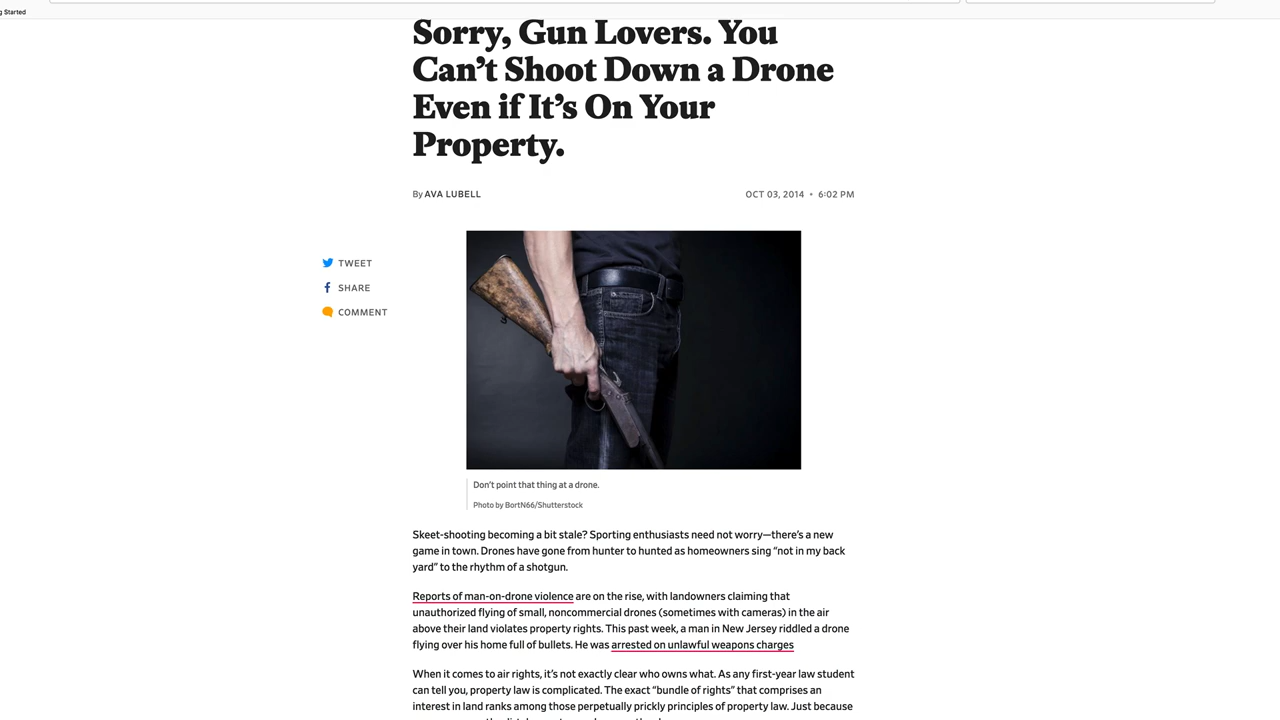 g Started
Sorry, Gun Lovers. You
Can’t Shoot Down a Drone
Even if It’s On Your
Property.
By AVA LUBELL
OCT 03, 2014 • 6:02 PM
TWEET
SHARE
COMMENT
Don’t point that thing at a drone.
Photo by BortN66/Shutterstock
Skeet-shooting becoming a bit stale? Sporting enthusiasts need not worry—there’s a new
game in town. Drones have gone from hunter to hunted as homeowners sing “not in my back
yard” to the rhythm of a shotgun.
Reports of man-on-drone violence are on the rise, with landowners claiming that
unauthorized flying of small, noncommercial drones (sometimes with cameras) in the air
above their land violates property rights. This past week, a man in New Jersey riddled a drone
flying over his home full of bullets. He was arrested on unlawful weapons charges
When it comes to air rights, it’s not exactly clear who owns what. As any first-year law student
can tell you, property law is complicated. The exact “bundle of rights” that comprises an
interest in land ranks among those perpetually prickly principles of property law. Just because